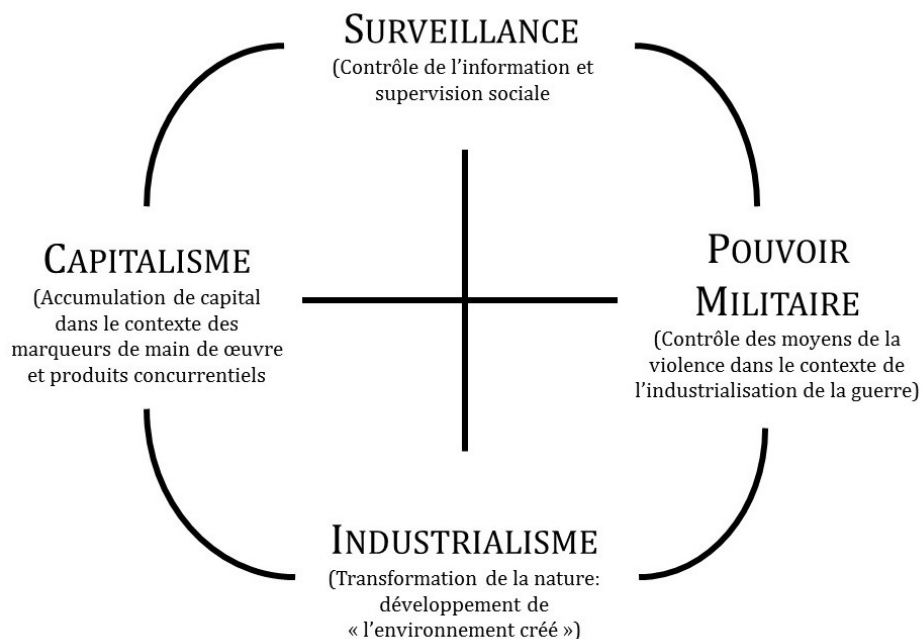 SURVEILLANCE
(Contrôle de l’information et
supervision sociale
CAPITALISME
(Accumulation de capital
dans le contexte des
marqueurs de main de œuvre
et produits concurrentiels
POUVOIR
MILITAIRE
(Contrôle des moyens de la
violence dans le contexte de
l’industrialisation de la guerre)
INDUSTRIALISME
(Transformation de la nature:
développement de
« l’environnement créé »)